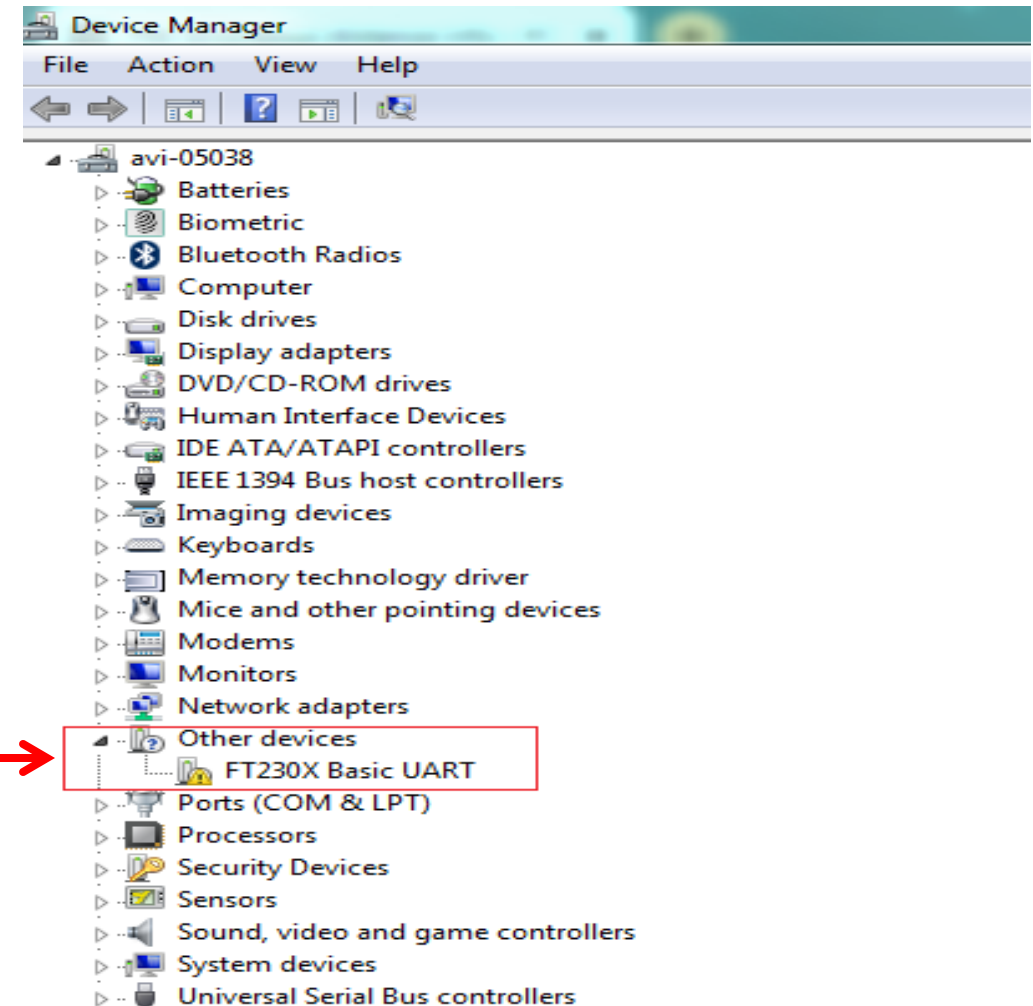 Device Manager
File Action View Help
avi-05038
Batteries
Biometric
Bluetooth Radios
Computer
Disk drives
Display adapters
DVD/CD-ROM drives
Human Interface Devices
IDE ATA/ATAPI controllers
IEEE 1394 Bus host controllers
Imaging devices
Keyboards
Memory technology driver
Mice and other pointing devices
Modems
Monitors
Network adapters
Other devices
FT230X Basic UART
Ports (COM & LPT)
Processors
Security Devices
Sensors
Sound, video and game controllers
System devices
Universal Serial Bus controllers